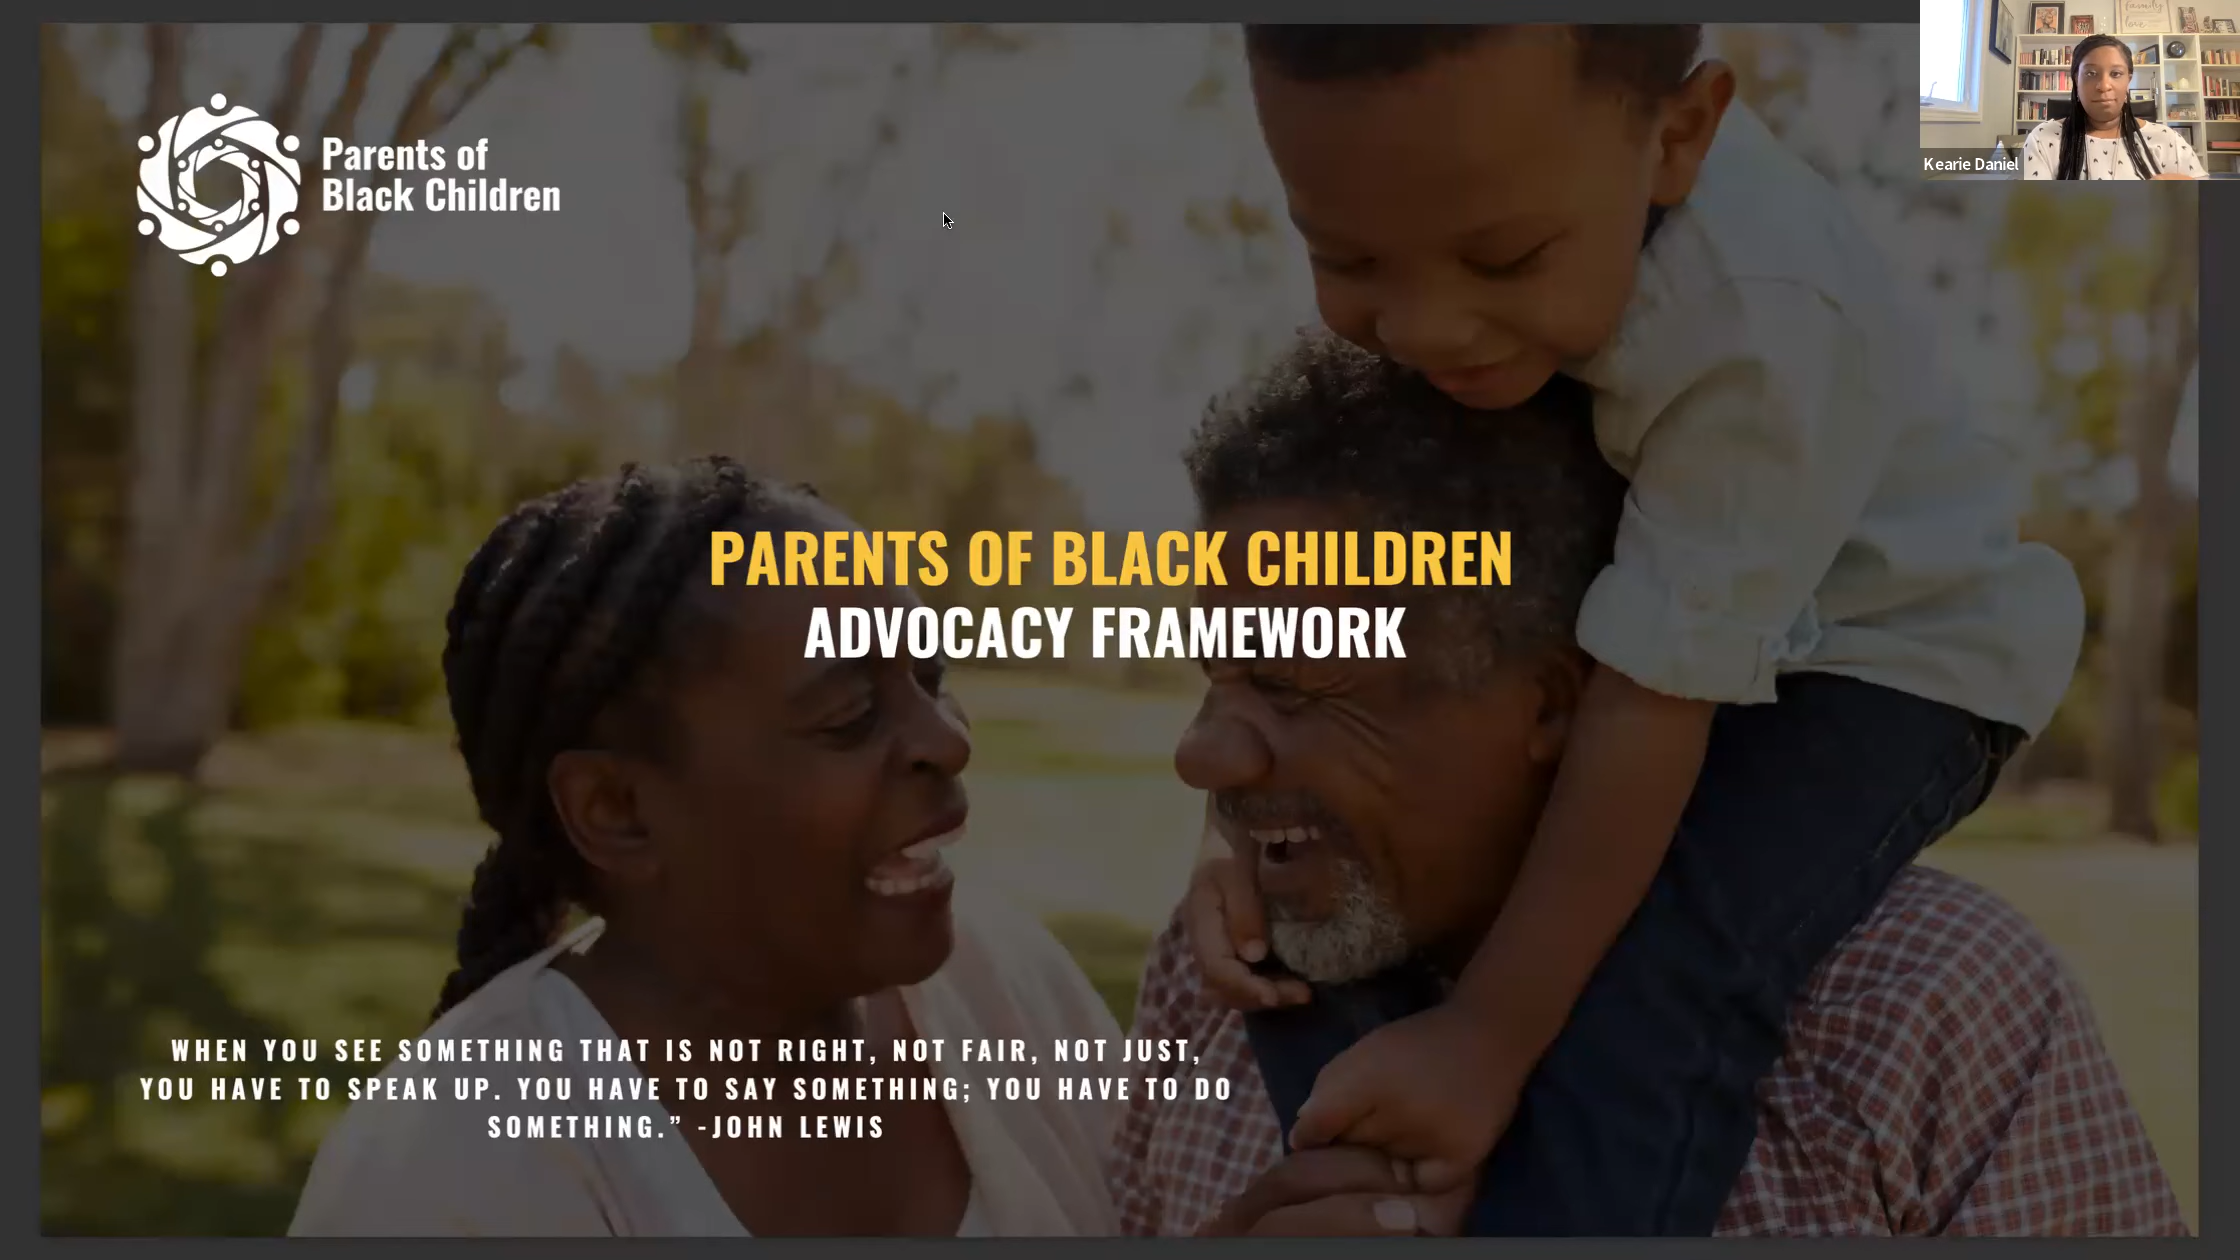 Parents of
Black Children
family
love
Kearie Daniel
PARENTS OF BLACK CHILDREN
ADVOCACY FRAMEWORK
WHEN YOU SEE SOMETHING THAT IS NOT RIGHT, NOT FAIR, NOT JUST,
YOU HAVE TO SPEAK UP. YOU HAVE TO SAY SOMETHING; YOU HAVE TO DO
SOMETHING.” -JOHN LEWIS